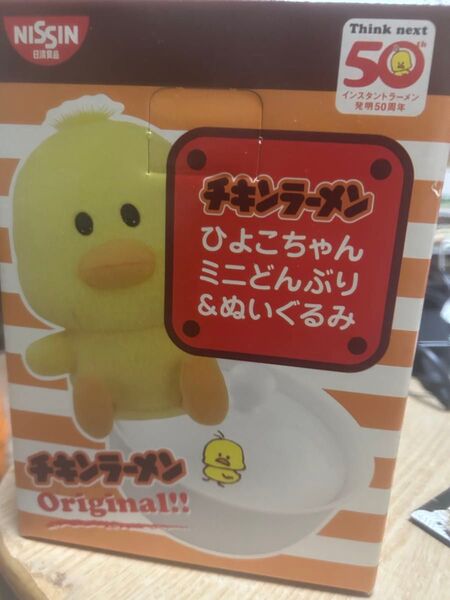 NISSIN
日清食品
Think next
50th
インスタントラーメン
発明50周年
チキンラーメン
ひよこちゃん
ミニどんぶり
&ぬいぐるみ
チキンラーメン
Original!!